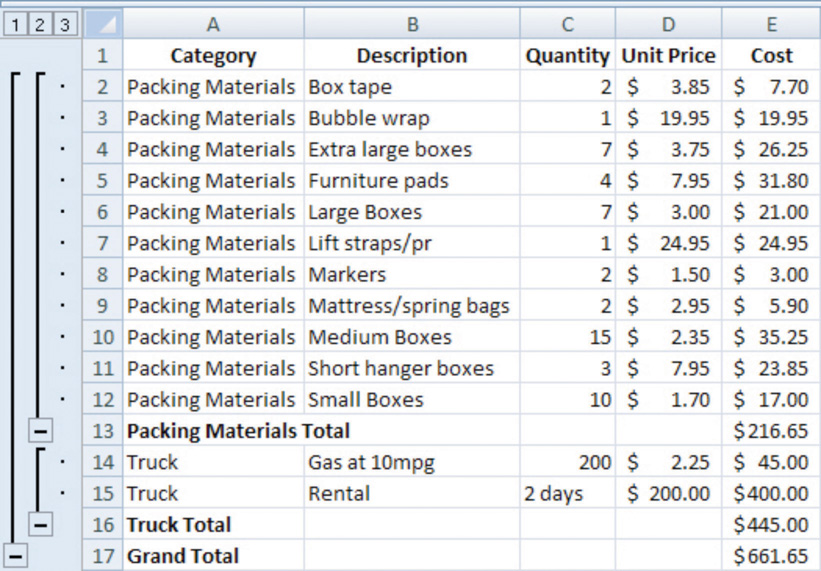 1 2 3 A B C D E
1 Category Description Quantity Unit Price Cost
2 Packing Materials Box tape 2 $ 3.85 $ 7.70
3 Packing Materials Bubble wrap 1 $ 19.95 $ 19.95
4 Packing Materials Extra large boxes 7 $ 3.75 $ 26.25
5 Packing Materials Furniture pads 4 $ 7.95 $ 31.80
6 Packing Materials Large Boxes 7 $ 3.00 $ 21.00
7 Packing Materials Lift straps/pr 1 $ 24.95 $ 24.95
8 Packing Materials Markers 2 $ 1.50 $ 3.00
9 Packing Materials Mattress/spring bags 2 $ 2.95 $ 5.90
10 Packing Materials Medium Boxes 15 $ 2.35 $ 35.25
11 Packing Materials Short hanger boxes 3 $ 7.95 $ 23.85
12 Packing Materials Small Boxes 10 $ 1.70 $ 17.00
13 Packing Materials Total $216.65
14 Truck Gas at 10mpg 200 $ 2.25 $ 45.00
15 Truck Rental 2 days $ 200.00 $400.00
16 Truck Total $445.00
17 Grand Total $661.65